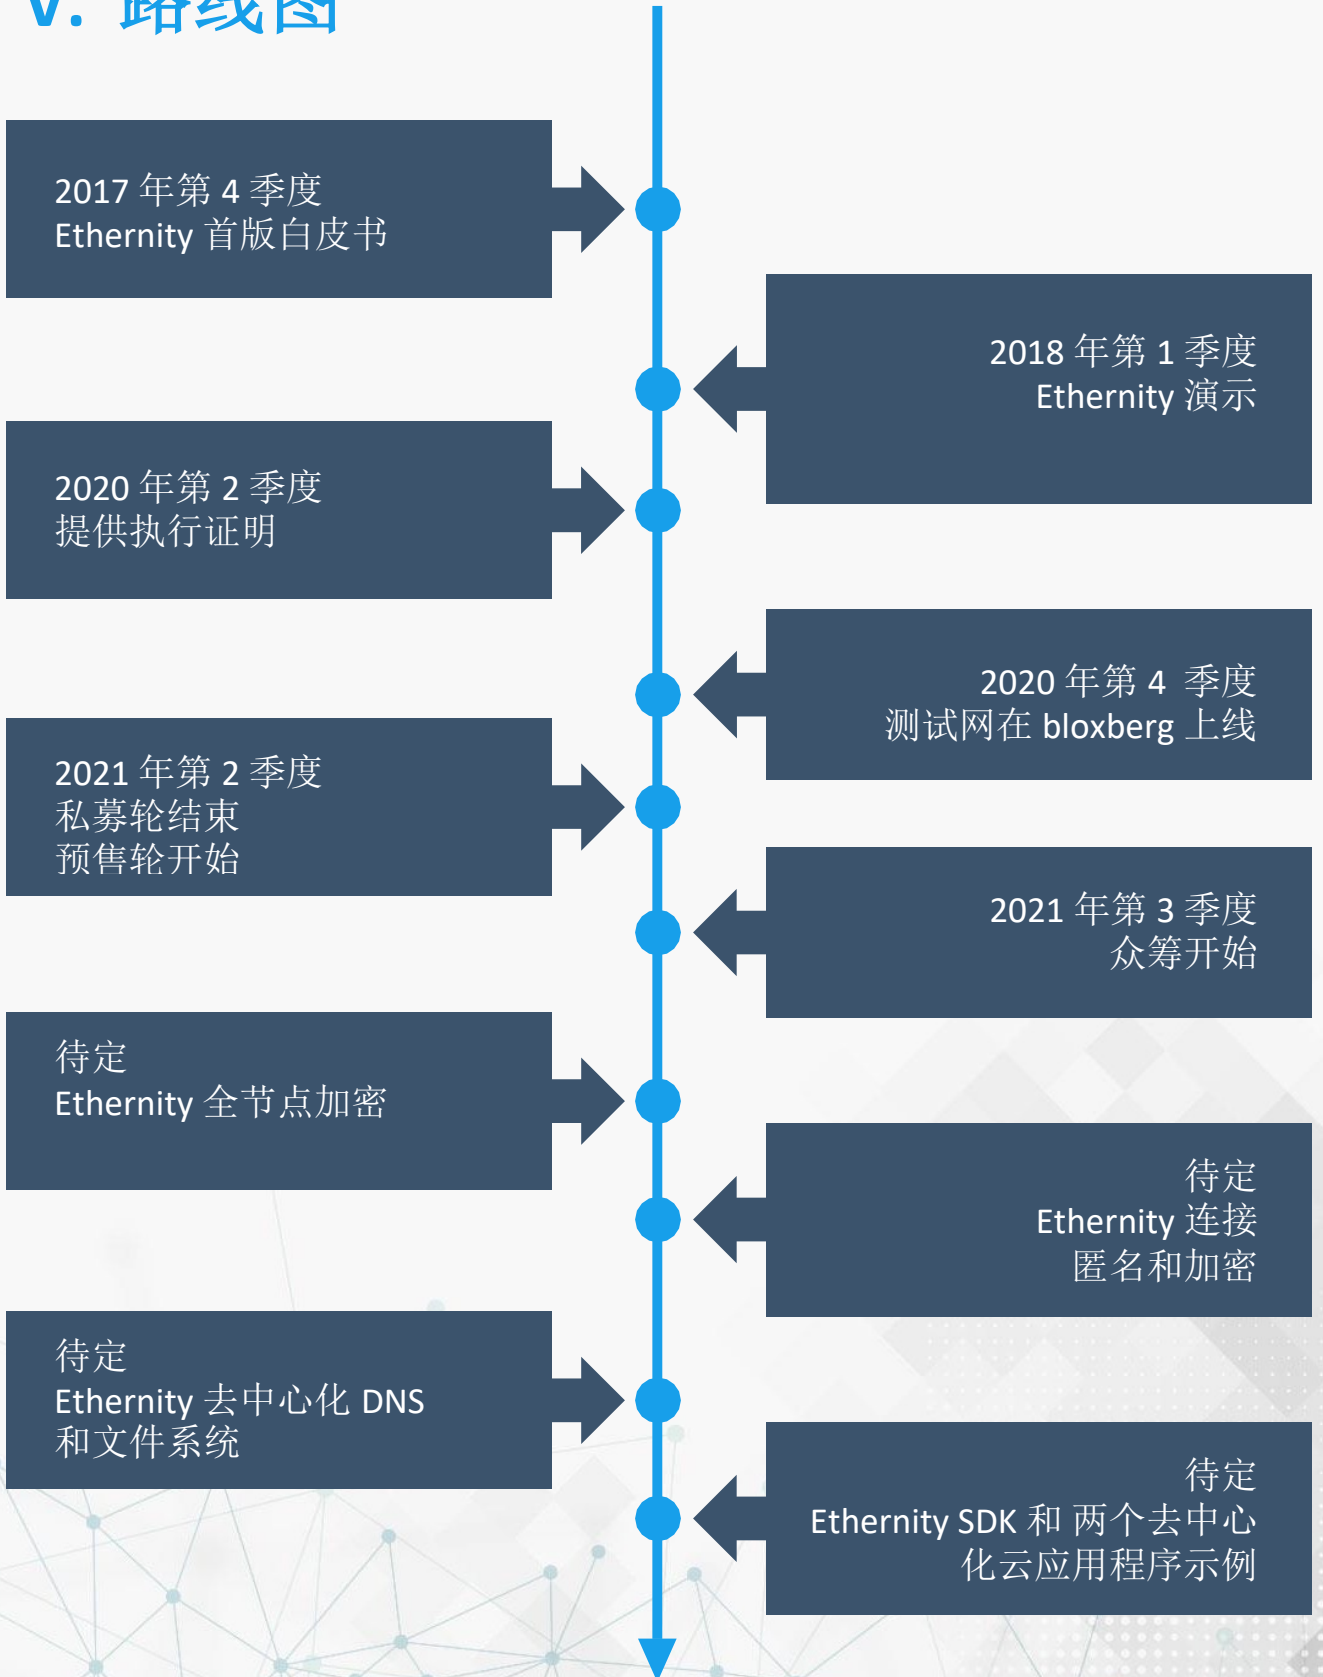 V. 路线图
2017 年第 4 季度
Ethernity 首版白皮书
2018 年第 1 季度
Ethernity 演示
2020 年第 2 季度
提供执行证明
2020 年第 4 季度
测试网在 bloxberg 上线
2021 年第 2 季度
私募轮结束
预售轮开始
2021 年第 3 季度
众筹开始
待定
Ethernity 全节点加密
待定
Ethernity 连接
匿名和加密
待定
Ethernity 去中心化 DNS
和文件系统
待定
Ethernity SDK 和 两个去中心
化云应用程序示例